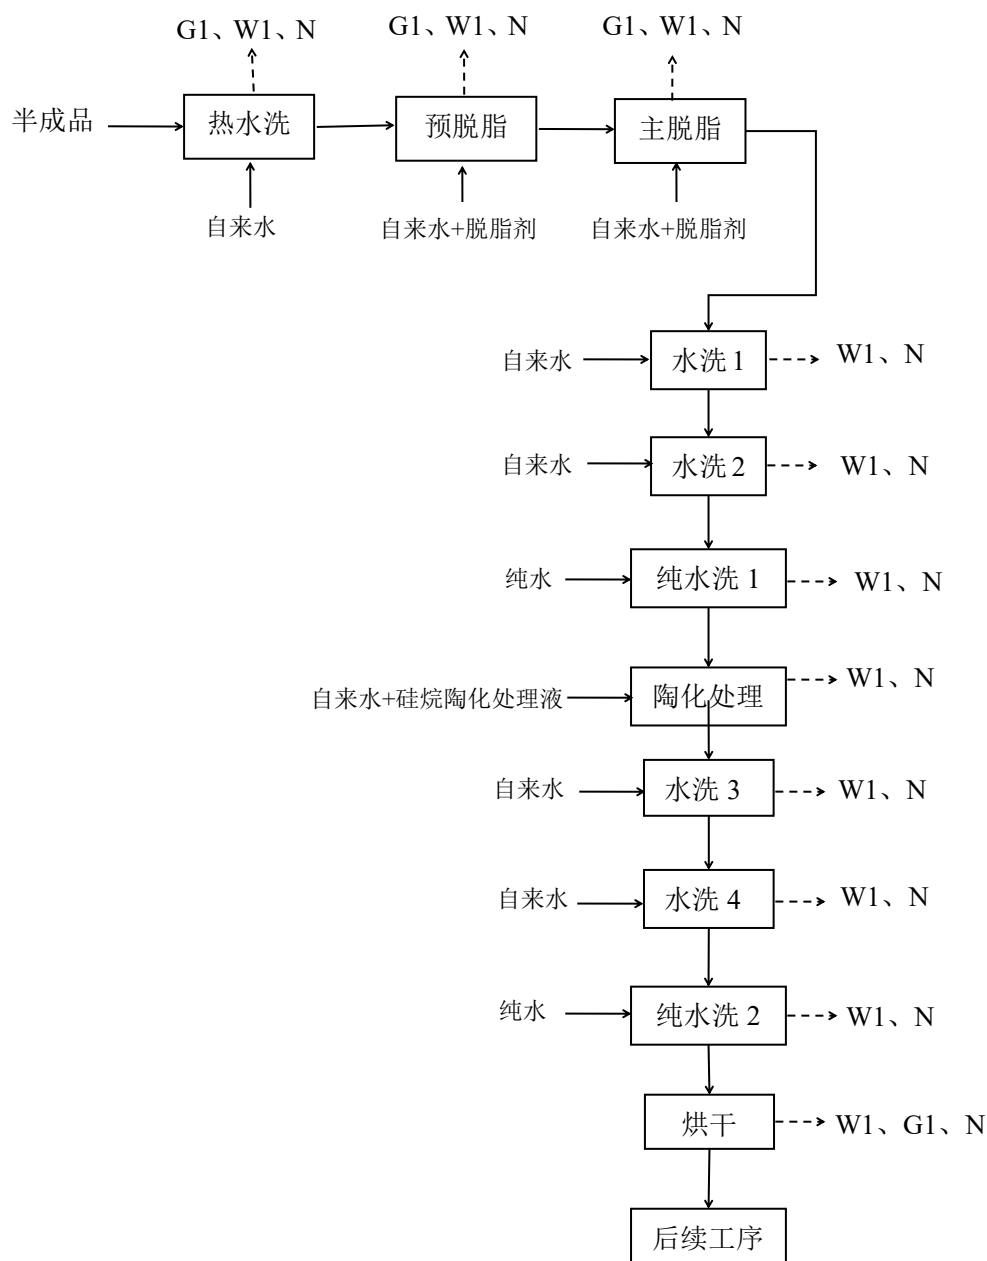 G1、W1、N
G1、W1、N
G1、W1、N
半成品
热水洗
预脱脂
主脱脂
自来水
自来水+脱脂剂
自来水+脱脂剂
自来水
水洗 1
W1、N
自来水
水洗 2
W1、N
纯水
纯水洗 1
W1、N
自来水+硅烷陶化处理液
陶化处理
W1、N
自来水
水洗 3
W1、N
自来水
水洗 4
W1、N
纯水
纯水洗 2
W1、N
烘干
W1、G1、N
后续工序